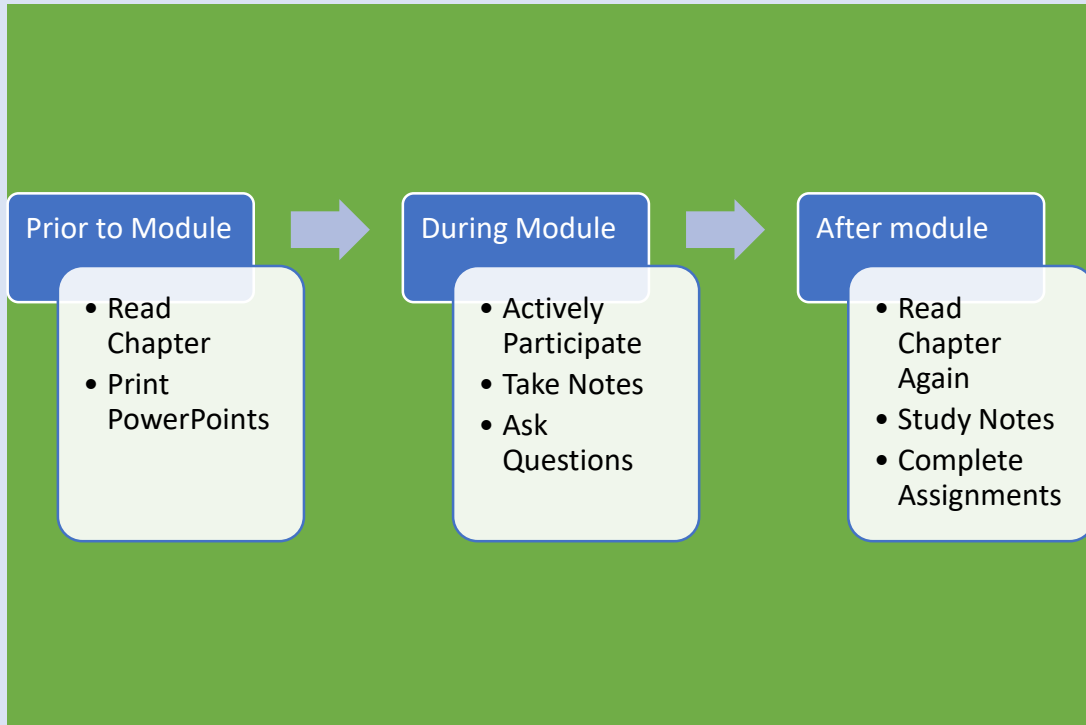 Prior to Module
• Read
Chapter
• Print
PowerPoints
During Module
• Actively
Participate
• Take Notes
• Ask
Questions
After module
• Read
Chapter
Again
• Study Notes
• Complete
Assignments